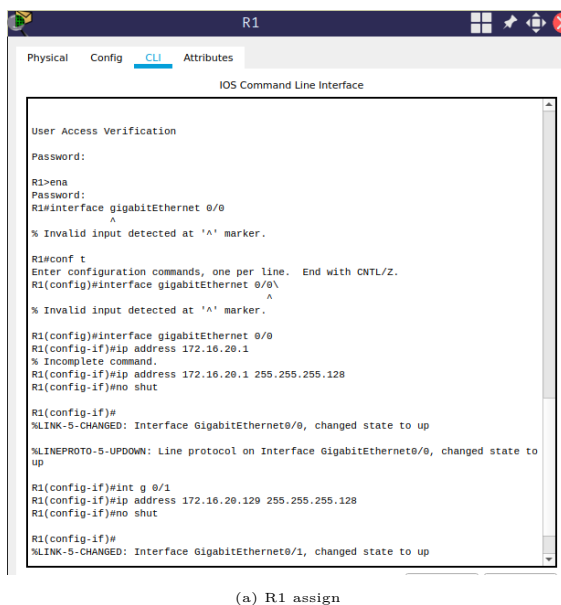 R1
Physical Config CLI Attributes
IOS Command Line Interface
User Access Verification
Password:
R1>ena
Password:
R1#interface gigabitEthernet 0/0
^
% Invalid input detected at '^' marker.
R1#conf t
Enter configuration commands, one per line.  End with CNTL/Z.
R1(config)#interface gigabitEthernet 0/0\
^
% Invalid input detected at '^' marker.
R1(config)#interface gigabitEthernet 0/0
R1(config-if)#ip address 172.16.20.1
% Incomplete command.
R1(config-if)#ip address 172.16.20.1 255.255.255.128
R1(config-if)#no shut
R1(config-if)#
%LINK-5-CHANGED: Interface GigabitEthernet0/0, changed state to up
%LINEPROTO-5-UPDOWN: Line protocol on Interface GigabitEthernet0/0, changed state to
up
R1(config-if)#int g 0/1
R1(config-if)#ip address 172.16.20.129 255.255.255.128
R1(config-if)#no shut
R1(config-if)#
%LINK-5-CHANGED: Interface GigabitEthernet0/1, changed state to up
(a) R1 assign